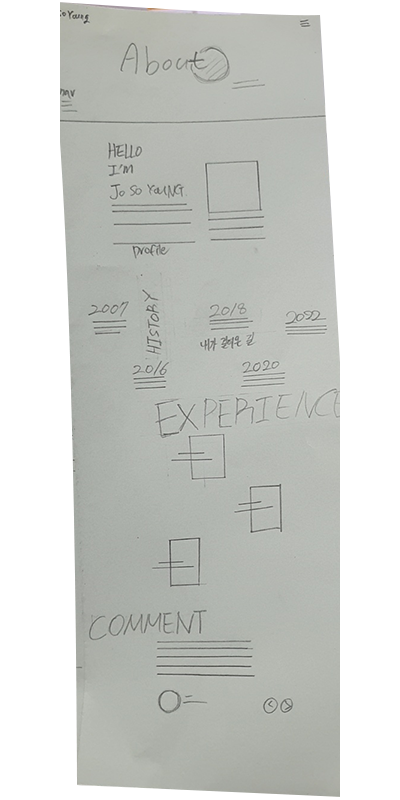 So Young
About
HELLO
I'M
JO SO YOUNG.
Profile
HISTORY
2007
2018
2022
내가 걸어온 길
2016
2020
EXPERIENCE
COMMENT